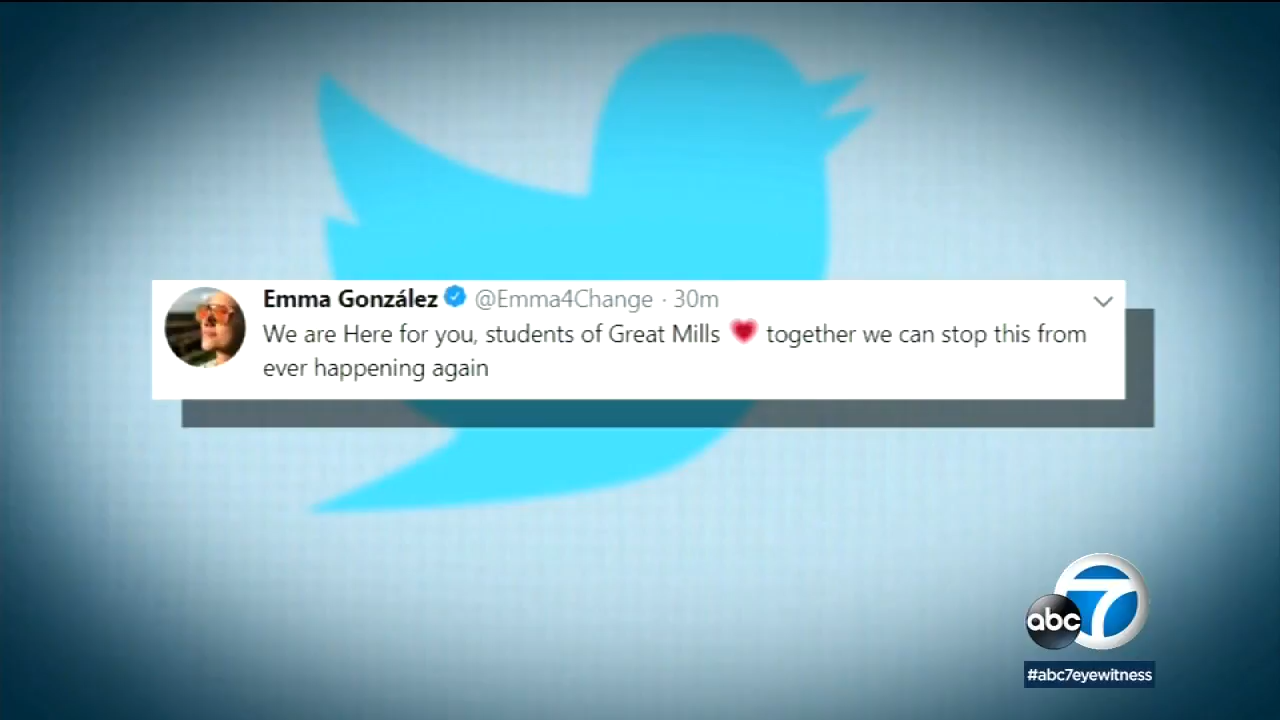 Emma González @Emma4Change · 30m
We are Here for you, students of Great Mills ❤ together we can stop this from
ever happening again
abc 7
#abc7eyewitness